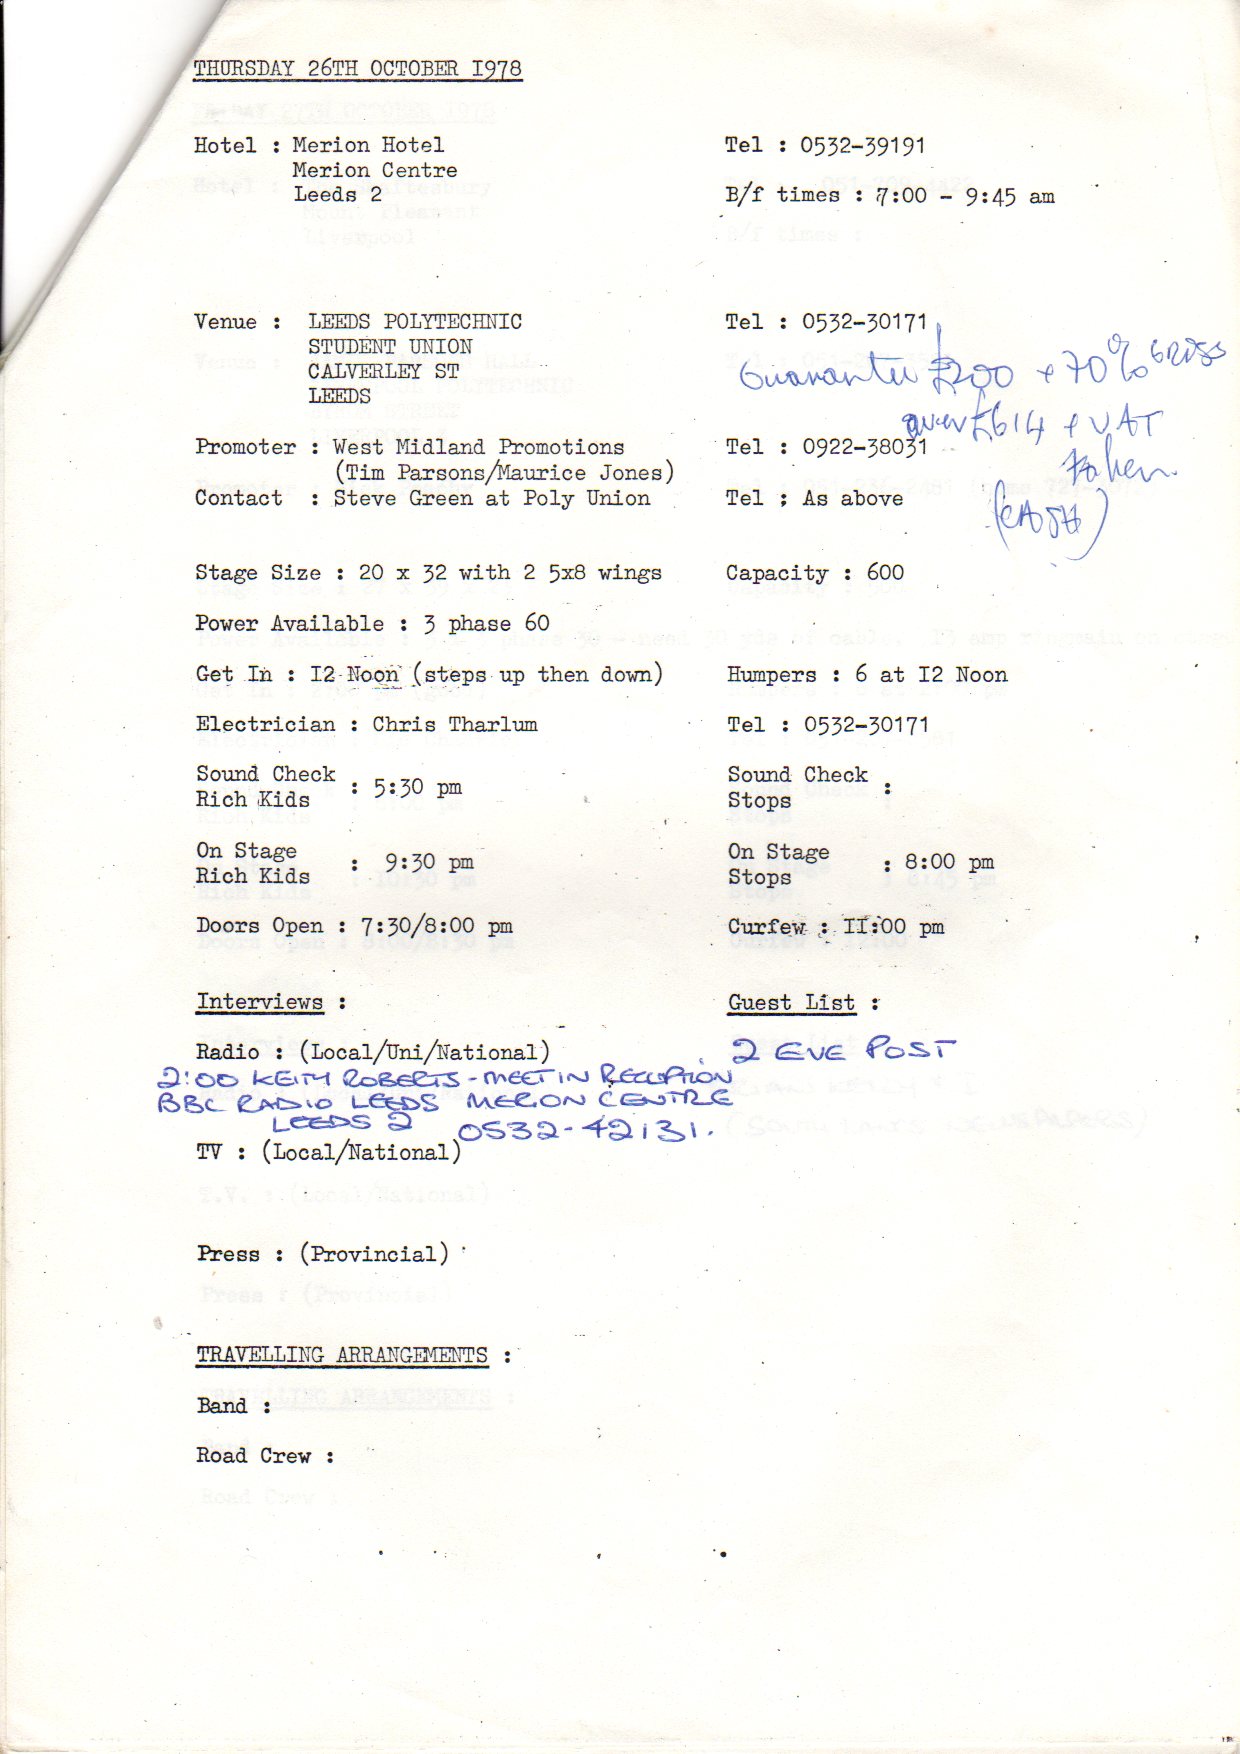 THURSDAY 26TH OCTOBER I978
Hotel : Merion Hotel
Merion Centre
Leeds 2
Tel : 0532-39191
B/f times : 7:00 - 9:45 am
Venue : LEEDS POLYTECHNIC
STUDENT UNION
CALVERLEY ST
LEEDS
Tel : 0532-30171
Guarantee £200 + 70% GROSS
over £614 + VAT
taken
(CASH)
Promoter : West Midland Promotions
(Tim Parsons/Maurice Jones)
Tel : 0922-38031
Contact : Steve Green at Poly Union
Tel : As above
Stage Size : 20 x 32 with 2 5x8 wings
Capacity : 600
Power Available : 3 phase 60
Get In : I2 Noon (steps up then down)
Humpers : 6 at I2 Noon
Electrician : Chris Tharlum
Tel : 0532-30171
Sound Check
Rich Kids : 5:30 pm
Sound Check
Stops :
On Stage
Rich Kids : 9:30 pm
On Stage
Stops : 8:00 pm
Doors Open : 7:30/8:00 pm
Curfew : II:00 pm
Interviews :
Guest List :
Radio : (Local/Uni/National)
2 EVE POST
2:00 KEITH ROBERTS - MEET IN RECEPTION
BBC RADIO LEEDS MERION CENTRE
LEEDS 2 0532-42131.
TV : (Local/National)
Press : (Provincial)
TRAVELLING ARRANGEMENTS :
Band :
Road Crew :